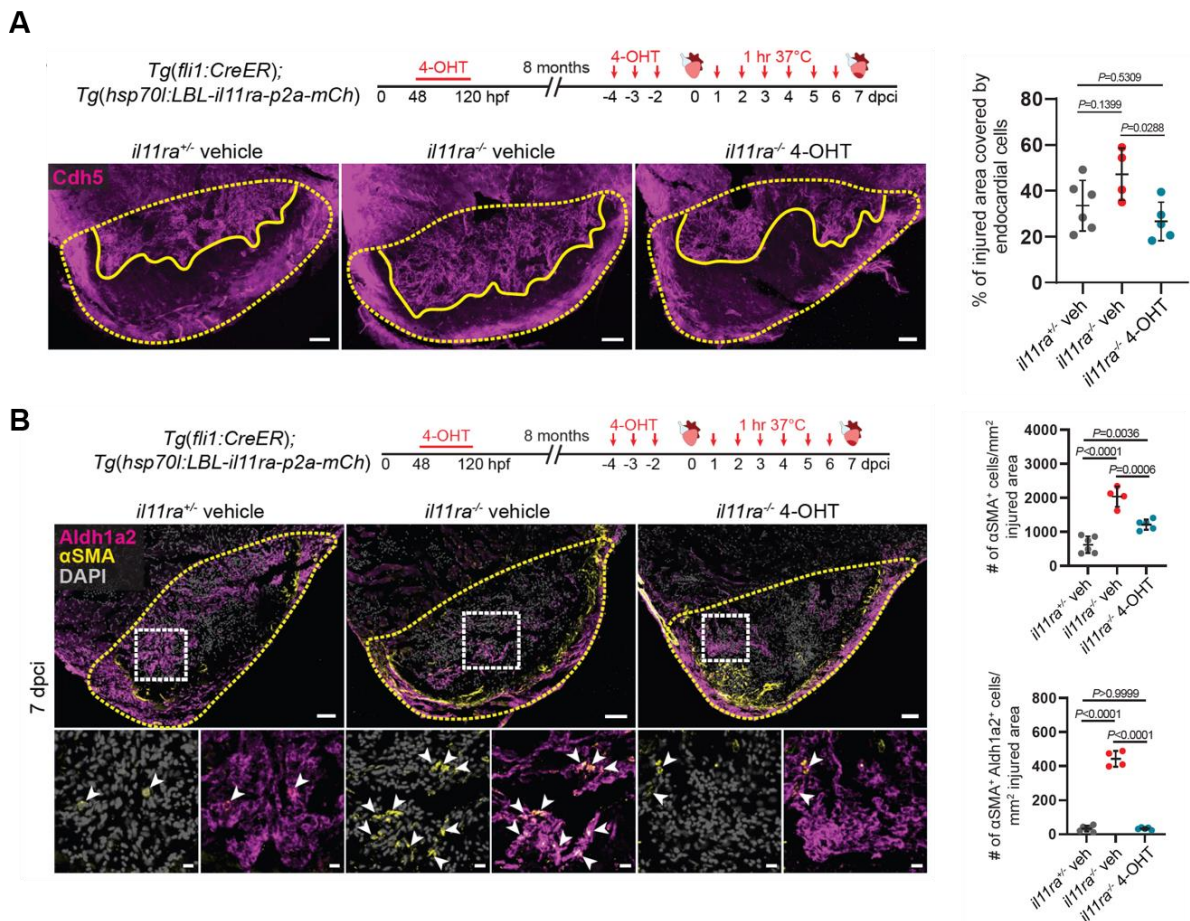 A
Tg(fli1:CreER);
Tg(hsp70l:LBL-il11ra-p2a-mCh)
4-OHT
8 months
4-OHT
1 hr 37°C
0 48 120 hpf -4 -3 -2 0 1 2 3 4 5 6 7 dpci
il11ra+/- vehicle
il11ra-/- vehicle
il11ra-/- 4-OHT
Cdh5
% of injured area covered by
endocardial cells
P=0.5309
P=0.1399
P=0.0288
80
60
40
20
0
il11ra+/- veh
il11ra-/- veh
il11ra-/- 4-OHT
B
Tg(fli1:CreER);
Tg(hsp70l:LBL-il11ra-p2a-mCh)
4-OHT
8 months
4-OHT
1 hr 37°C
0 48 120 hpf -4 -3 -2 0 1 2 3 4 5 6 7 dpci
il11ra+/- vehicle
il11ra-/- vehicle
il11ra-/- 4-OHT
Aldh1a2
αSMA
DAPI
7 dpci
# of αSMA+ cells/mm2
injured area
P=0.0036
P<0.0001
P=0.0006
4000
3000
2000
1000
0
il11ra+/- veh
il11ra-/- veh
il11ra-/- 4-OHT
# of αSMA+ Aldh1a2+ cells/
mm2 injured area
P>0.9999
P<0.0001
P<0.0001
800
600
400
200
0
il11ra+/- veh
il11ra-/- veh
il11ra-/- 4-OHT